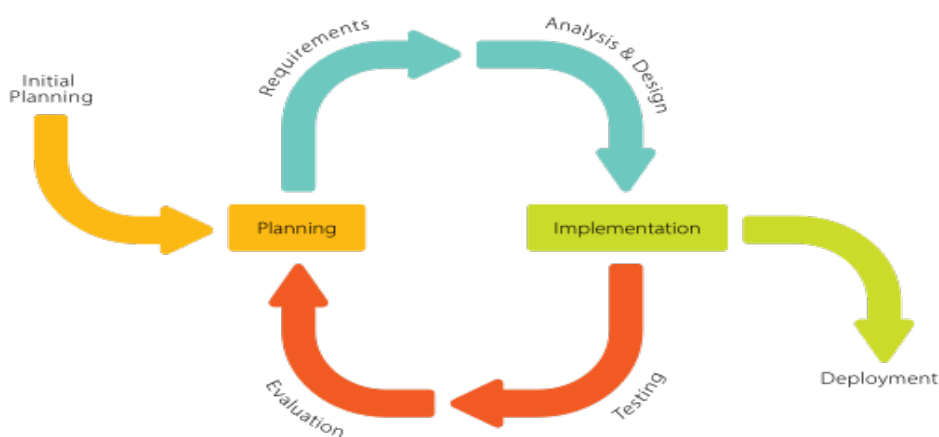 Initial
Planning
Requirements
Analysis & Design
Planning
Implementation
Evaluation
Testing
Deployment